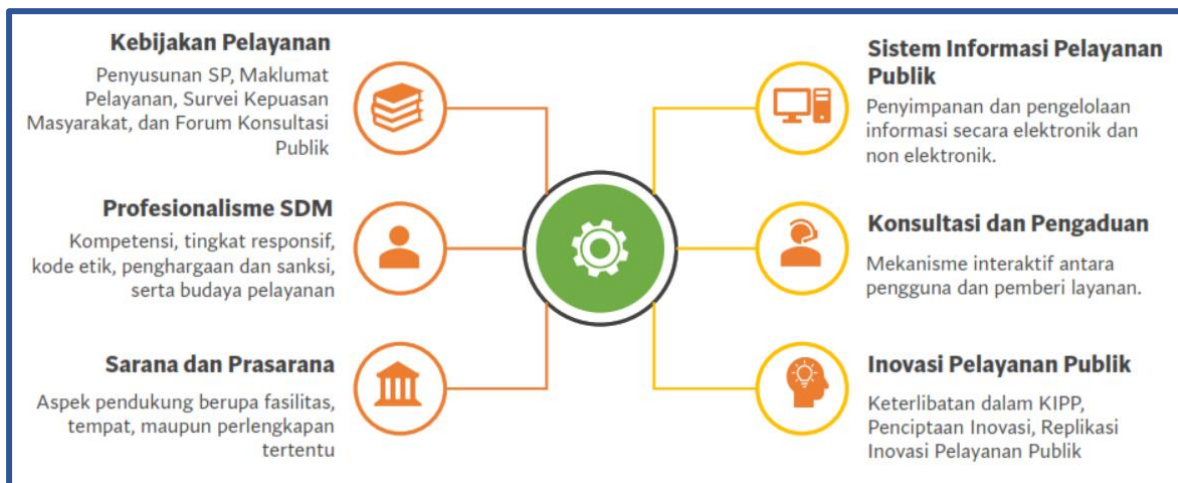 Kebijakan Pelayanan
Penyusunan SP, Maklumat
Pelayanan, Survei Kepuasan
Masyarakat, dan Forum Konsultasi
Publik
Profesionalisme SDM
Kompetensi, tingkat responsif,
kode etik, penghargaan dan sanksi,
serta budaya pelayanan
Sarana dan Prasarana
Aspek pendukung berupa fasilitas,
tempat, maupun perlengkapan
tertentu
Sistem Informasi Pelayanan
Publik
Penyimpanan dan pengelolaan
informasi secara elektronik dan
non elektronik.
Konsultasi dan Pengaduan
Mekanisme interaktif antara
pengguna dan pemberi layanan.
Inovasi Pelayanan Publik
Keterlibatan dalam KIPP,
Penciptaan Inovasi, Replikasi
Inovasi Pelayanan Publik